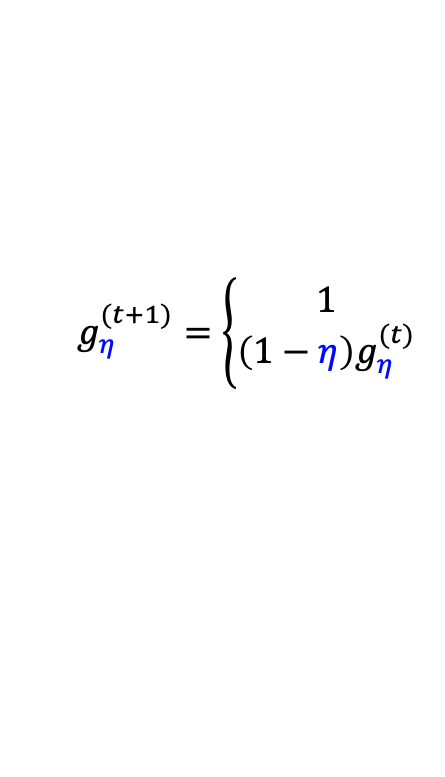 g_η^(t+1) = { 1
(1 − η)g_η^(t)